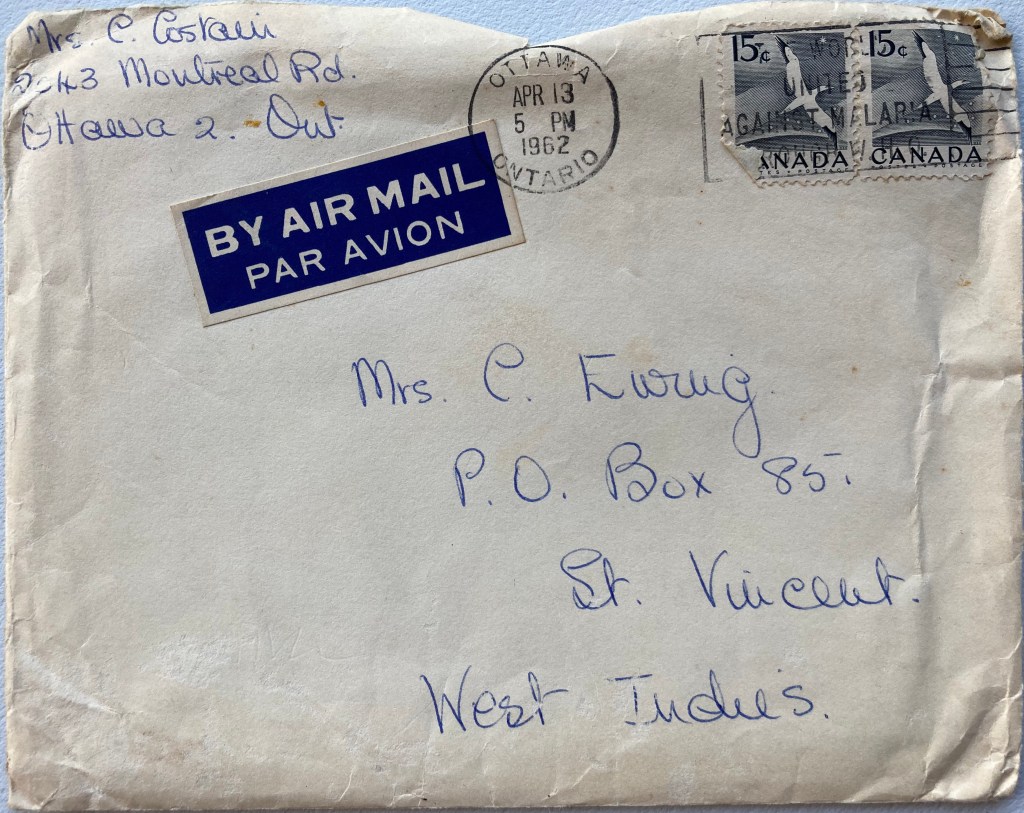 Mrs. C. Costain
2043 Montreal Rd.
Ottawa 2. Ont.
OTTAWA
APR 13
5 PM
1962
ONTARIO
WORLD
UNITED
AGAINST MALARIA
15¢
15¢
ANADA
CANADA
BY AIR MAIL
PAR AVION
Mrs. C. Ewing.
P.O. Box 85.
St. Vincent.
West Indies.